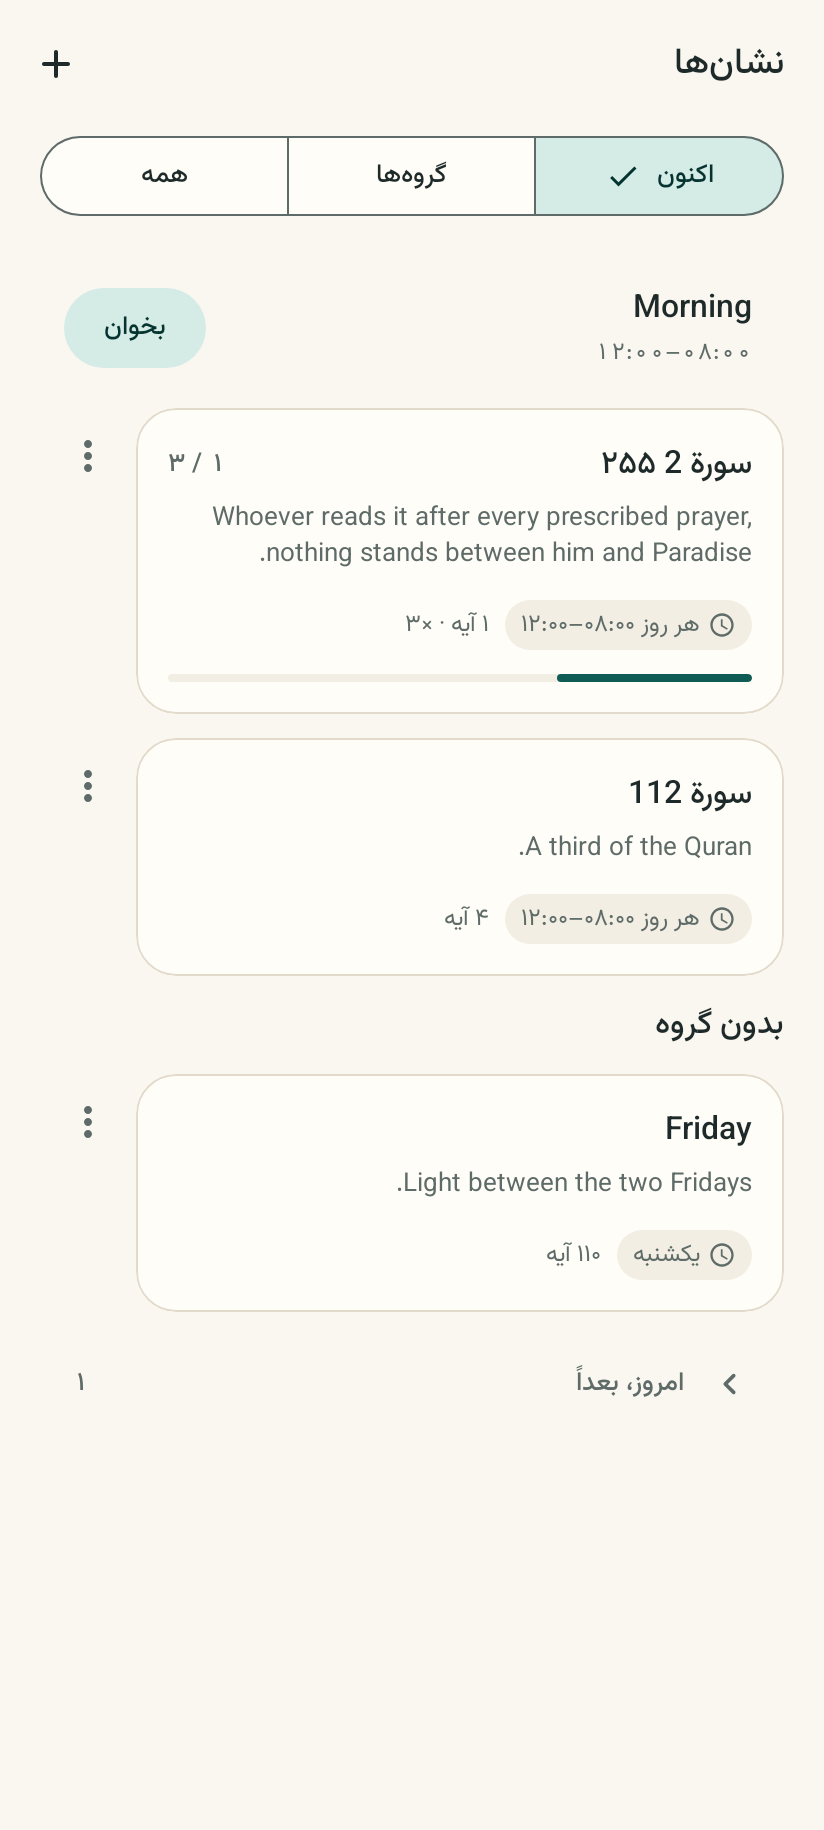 نشان‌ها
اکنون
گروه‌ها
همه
Morning
۰۸:۰۰–۱۲:۰۰
بخوان
سورة 2 ۲۵۵
۱ / ۳
Whoever reads it after every prescribed prayer,
nothing stands between him and Paradise.
هر روز ۰۸:۰۰–۱۲:۰۰
۱ آیه · ×۳
سورة 112
A third of the Quran.
هر روز ۰۸:۰۰–۱۲:۰۰
۴ آیه
بدون گروه
Friday
Light between the two Fridays.
یکشنبه
۱۱۰ آیه
امروز، بعداً
۱